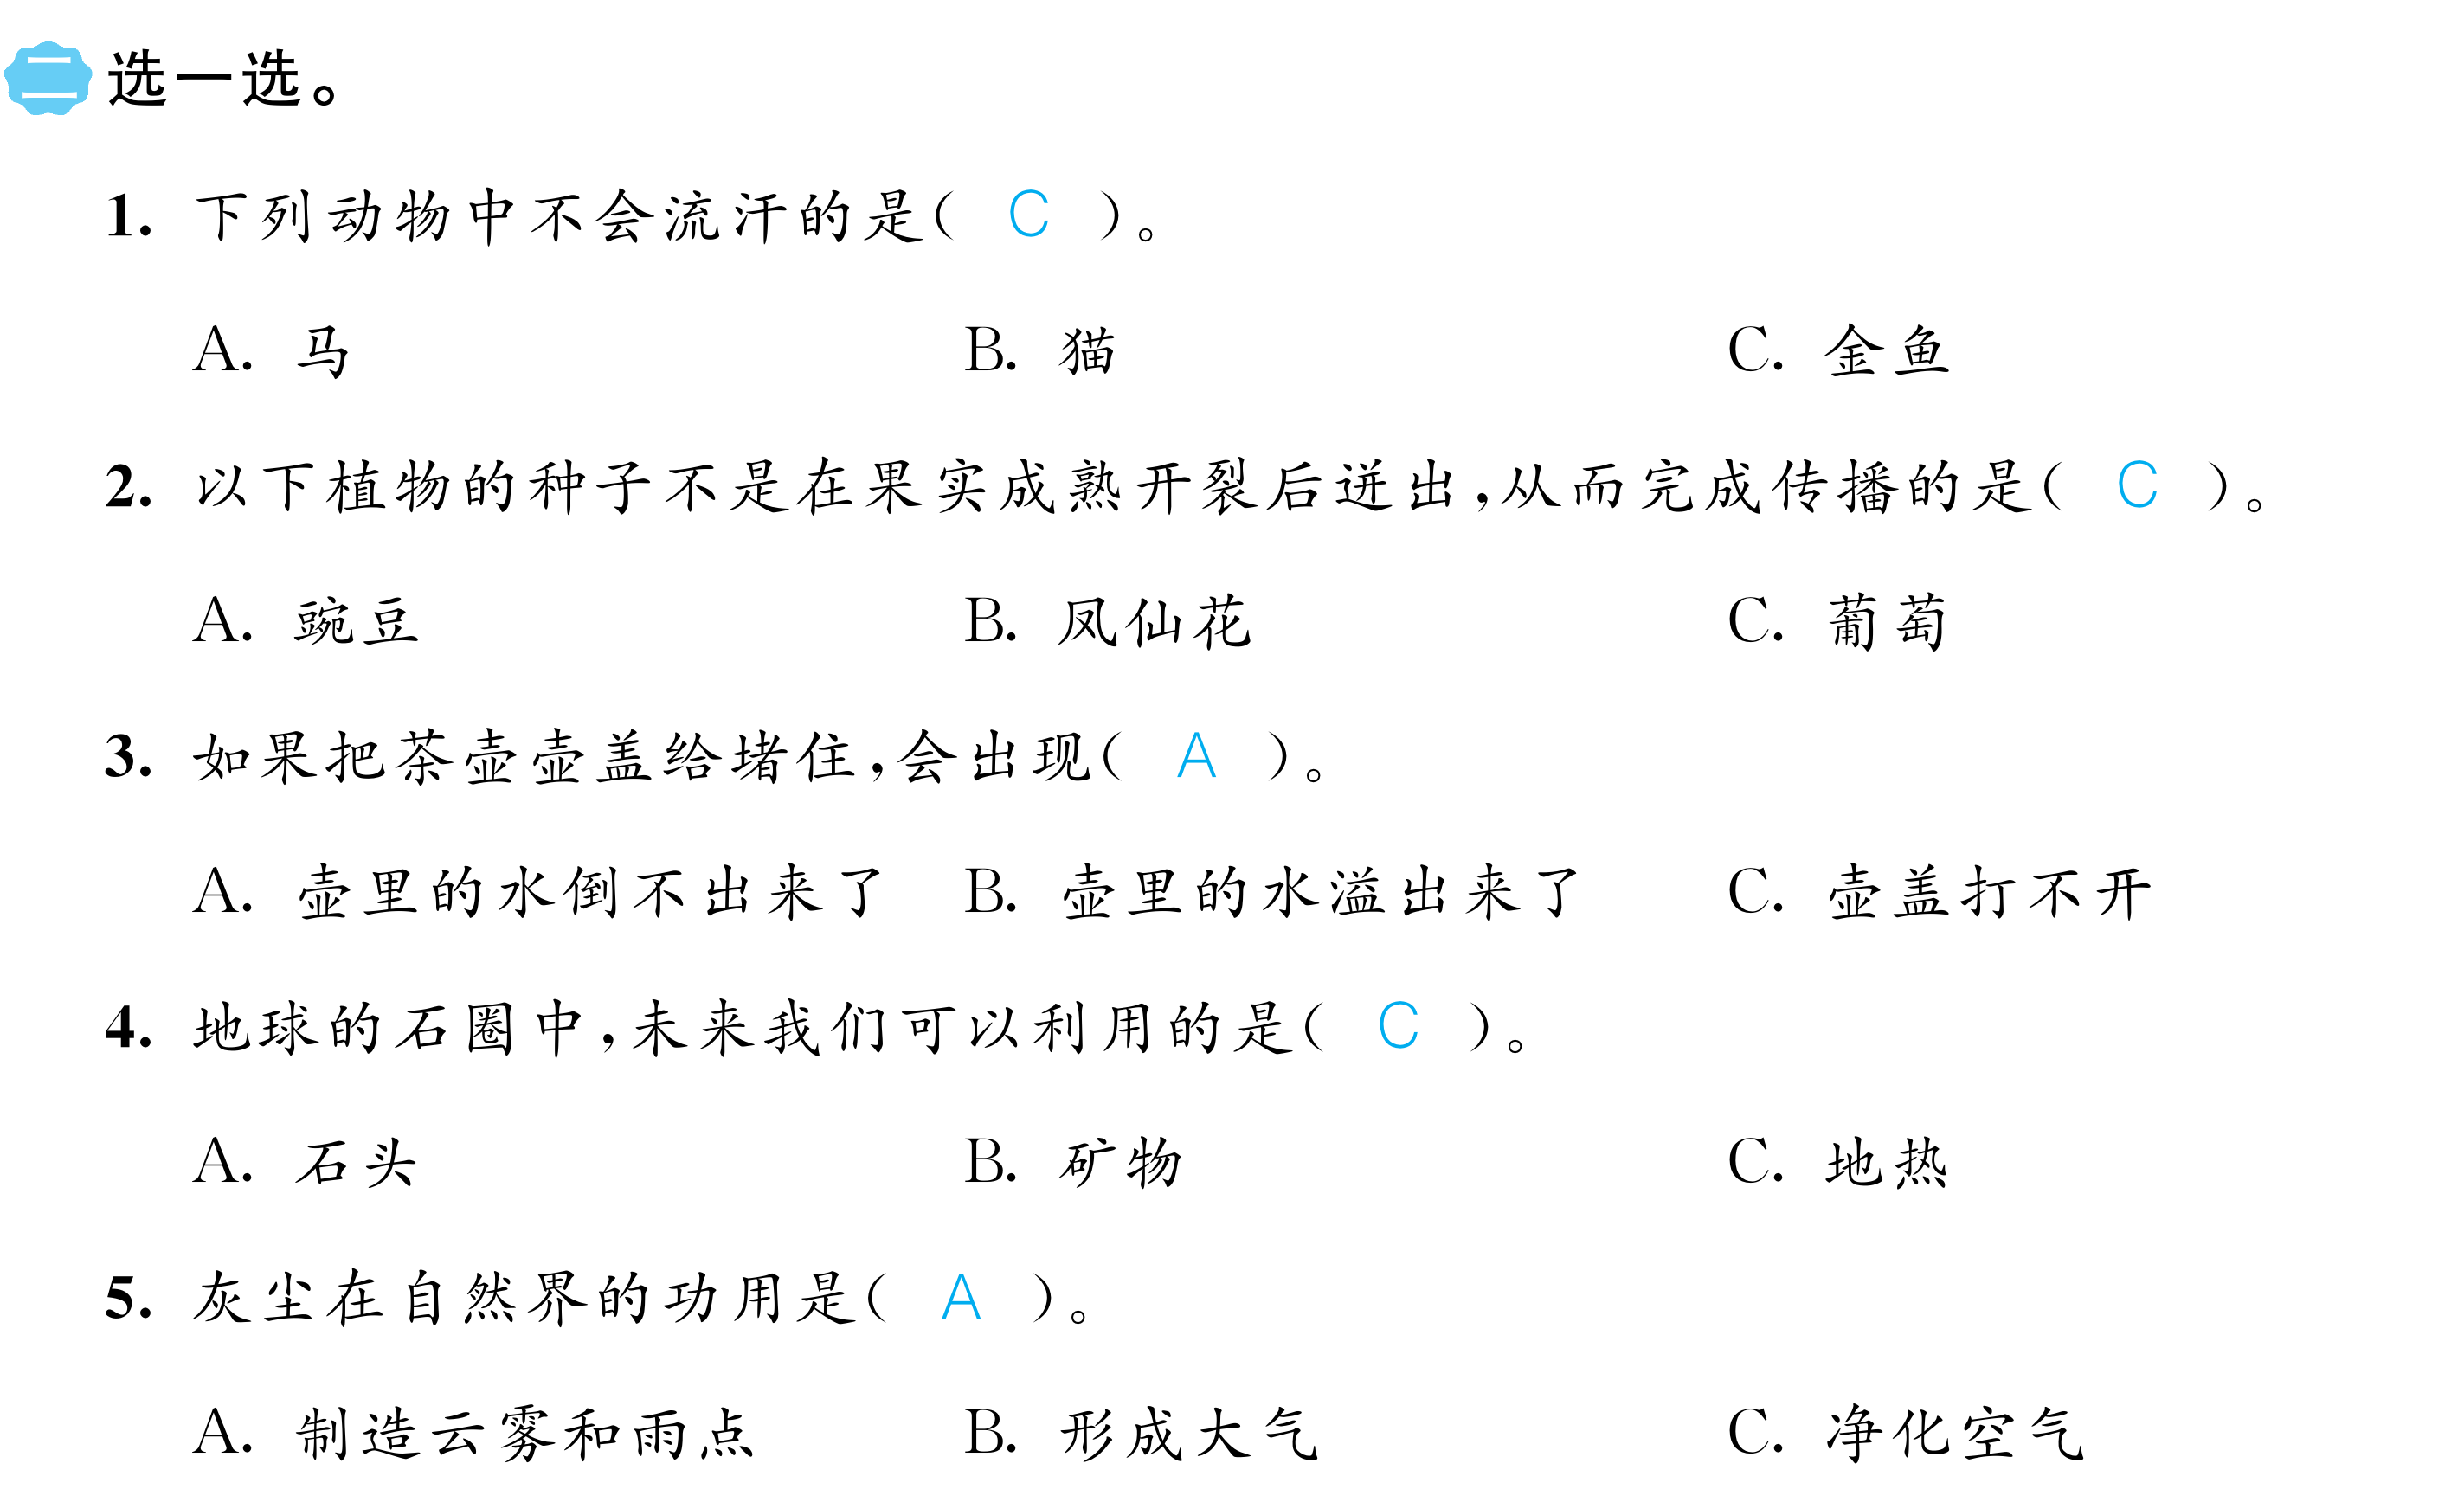 二 选一选。
1. 下列动物中不会流汗的是( C )。
A. 马 B. 猫 C. 金鱼
2. 以下植物的种子不是在果实成熟开裂后迸出,从而完成传播的是( C )。
A. 豌豆 B. 凤仙花 C. 葡萄
3. 如果把茶壶壶盖给堵住,会出现( A )。
A. 壶里的水倒不出来了 B. 壶里的水溢出来了 C. 壶盖打不开
4. 地球的石圈中,未来我们可以利用的是( C )。
A. 石头 B. 矿物 C. 地热
5. 灰尘在自然界的功用是( A )。
A. 制造云雾和雨点 B. 形成大气 C. 净化空气